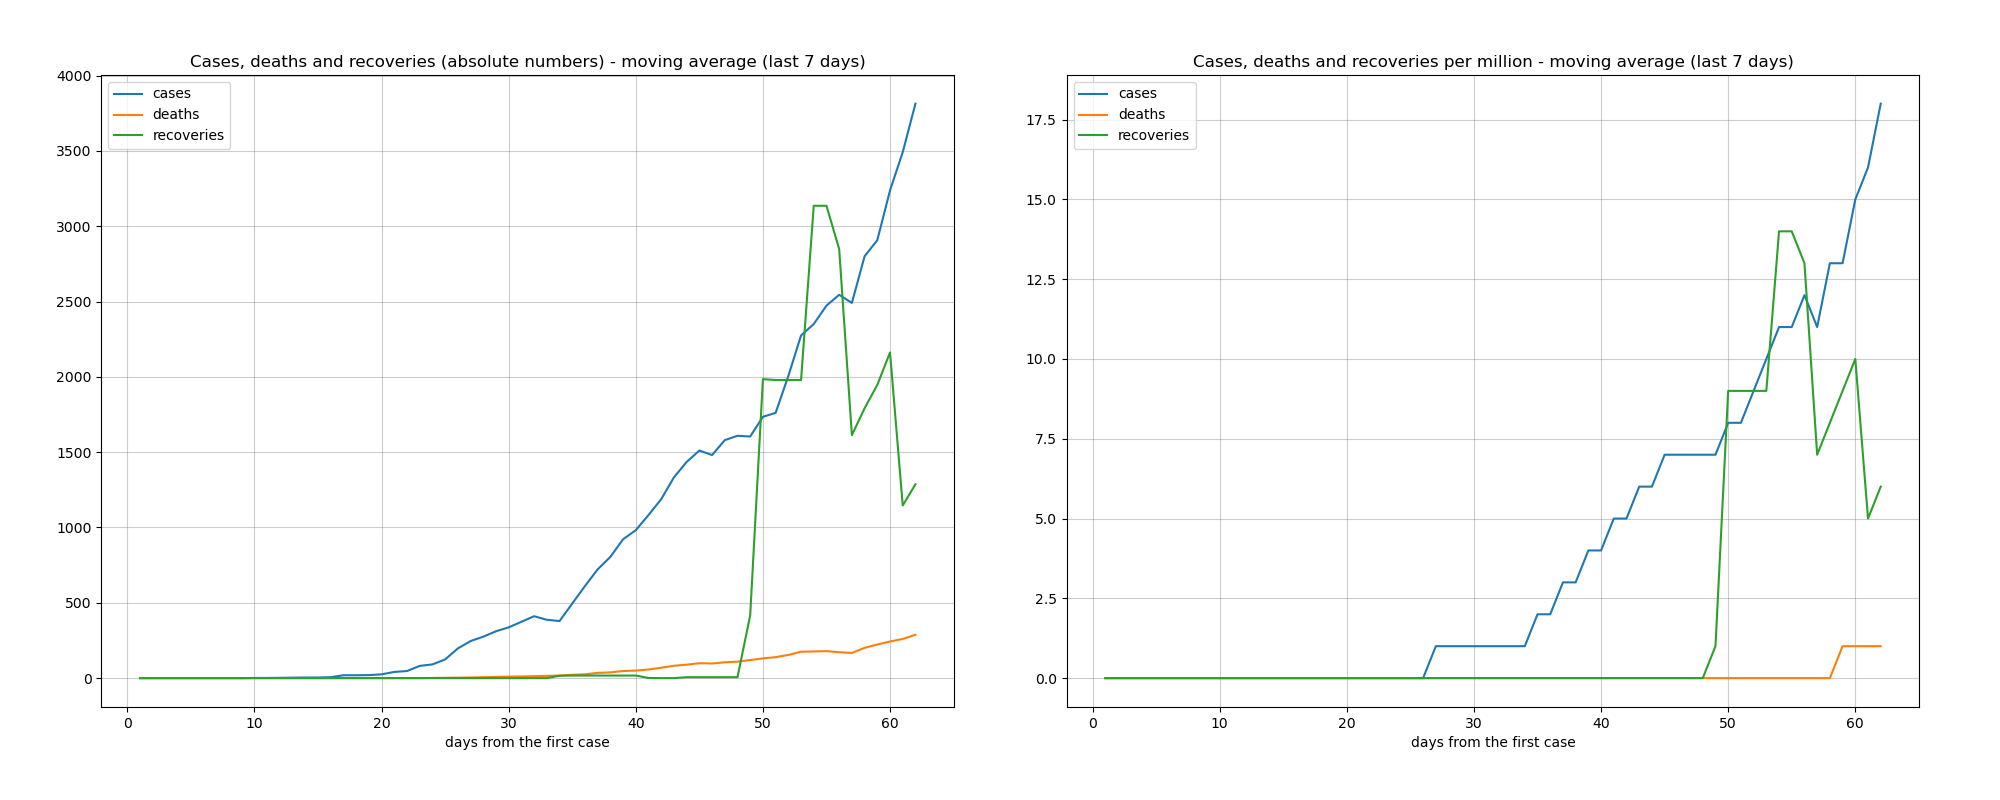 Cases, deaths and recoveries (absolute numbers) - moving average (last 7 days)
cases
deaths
recoveries
4000
3500
3000
2500
2000
1500
1000
500
0
0 10 20 30 40 50 60
days from the first case
Cases, deaths and recoveries per million - moving average (last 7 days)
cases
deaths
recoveries
17.5
15.0
12.5
10.0
7.5
5.0
2.5
0.0
0 10 20 30 40 50 60
days from the first case